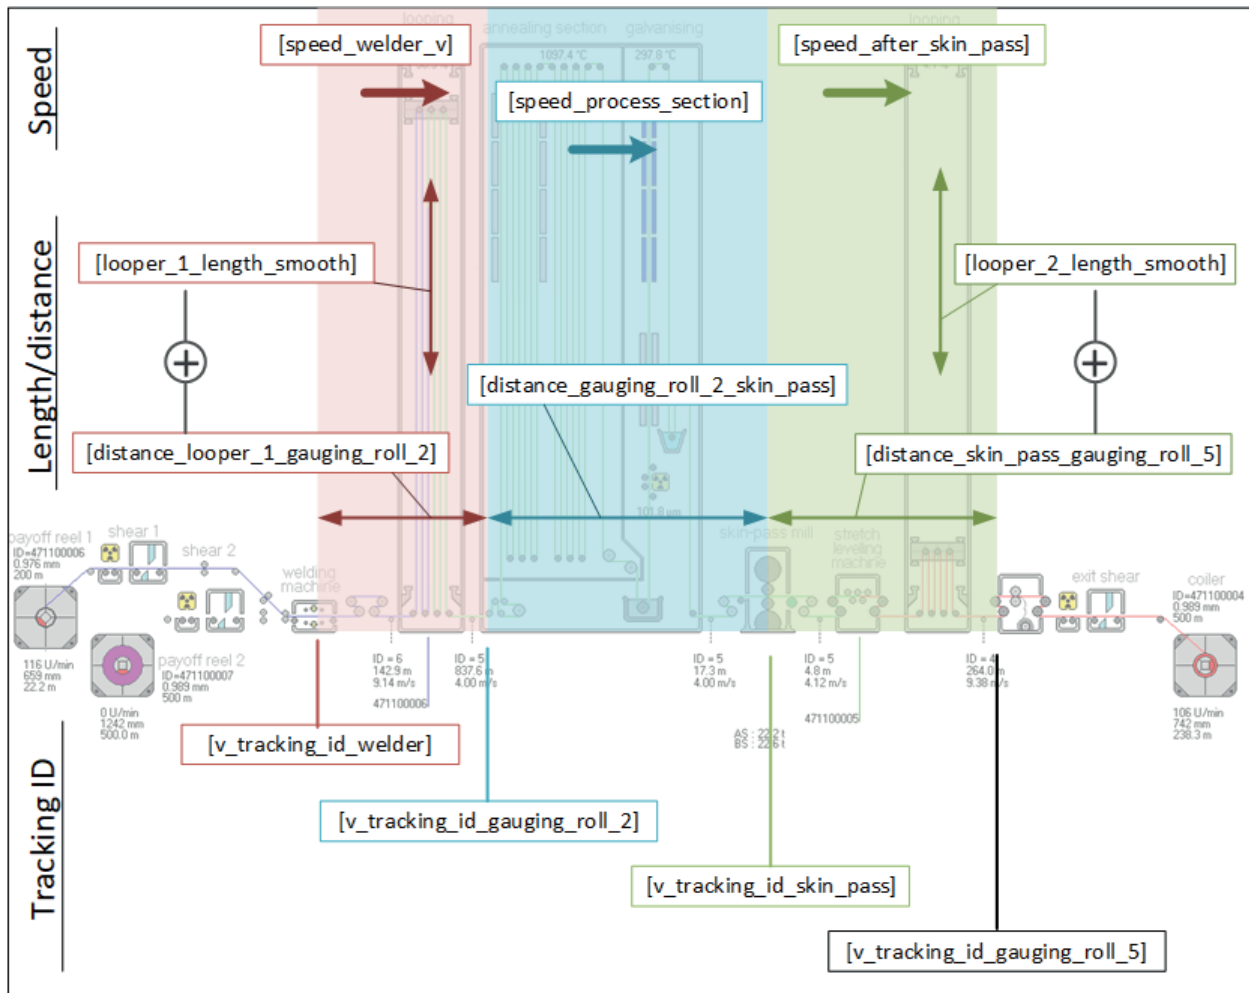 Speed
Length/distance
Tracking ID
looping
annealing section
galvanising
looping
[speed_welder_v]
[speed_after_skin_pass]
1097.4 °C
297.8 °C
[speed_process_section]
[looper_1_length_smooth]
[looper_2_length_smooth]
[distance_gauging_roll_2_skin_pass]
[distance_looper_1_gauging_roll_2]
[distance_skin_pass_gauging_roll_5]
101.8 µm
payoff reel 1
ID=471100006
0.976 mm
200 m
shear 1
shear 2
welding
machine
skin-pass mill
stretch
leveling
machine
exit shear
coiler
ID=471100004
0.989 mm
500 m
116 U/min
659 mm
22.2 m
payoff reel 2
ID=471100007
0.989 mm
500 m
0 U/min
1242 mm
500.0 m
ID = 6
142.9 m
9.14 m/s
471100006
ID = 5
837.6 m
4.00 m/s
ID = 5
17.3 m
4.00 m/s
ID = 5
4.8 m
4.12 m/s
471100005
ID = 4
264.0 m
9.38 m/s
106 U/min
742 mm
238.3 m
AS : 22.2 t
BS : 22.6 t
[v_tracking_id_welder]
[v_tracking_id_gauging_roll_2]
[v_tracking_id_skin_pass]
[v_tracking_id_gauging_roll_5]